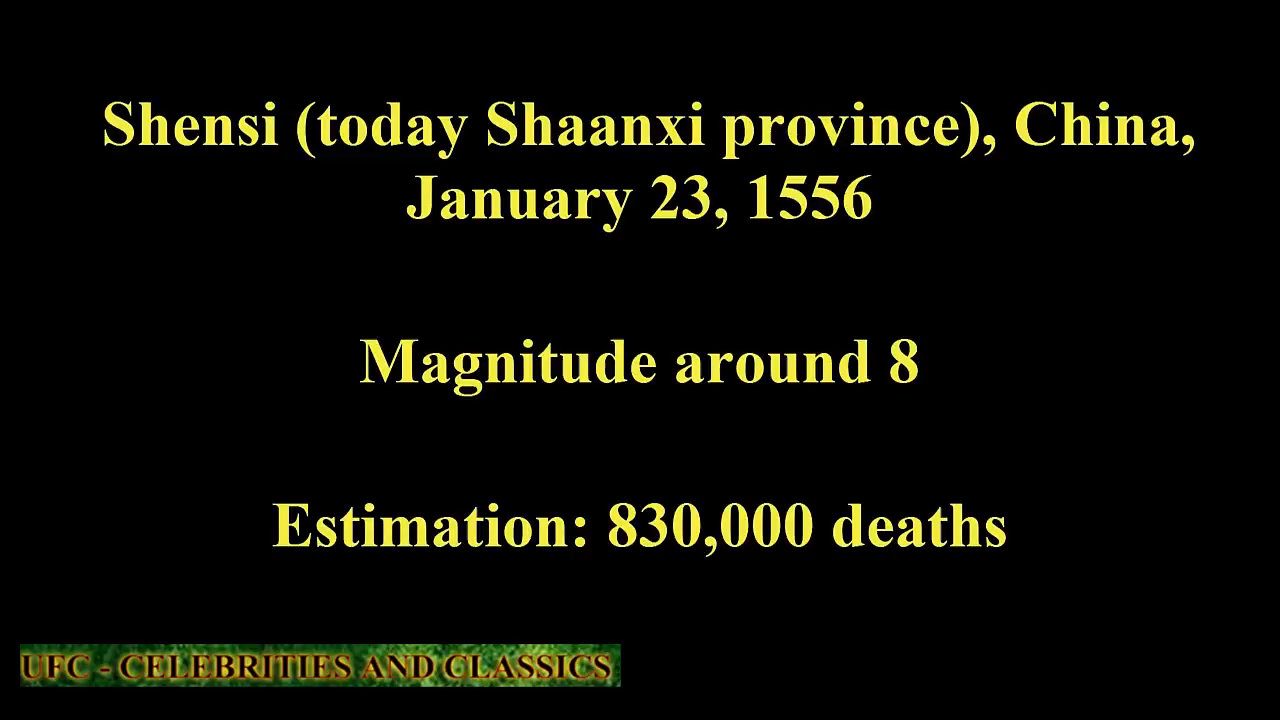 Shensi (today Shaanxi province), China,
January 23, 1556
Magnitude around 8
Estimation: 830,000 deaths
UFC - CELEBRITIES AND CLASSICS